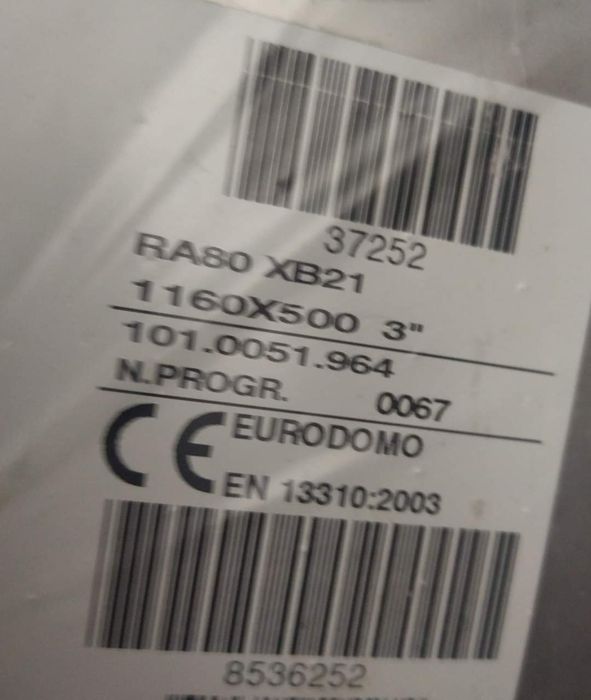 37252
RA80 XB21
1160X500 3"
101.0051.964
N.PROGR. 0067
CE EURODOMO
EN 13310:2003
8536252